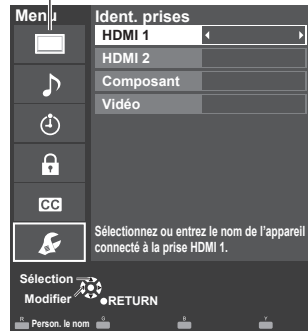 Menu
Ident. prises
HDMI 1
HDMI 2
Composant
Vidéo
CC
Sélectionnez ou entrez le nom de l'appareil
connecté à la prise HDMI 1.
Sélection
Modifier
RETURN
R
Person. le nom
G
B
Y